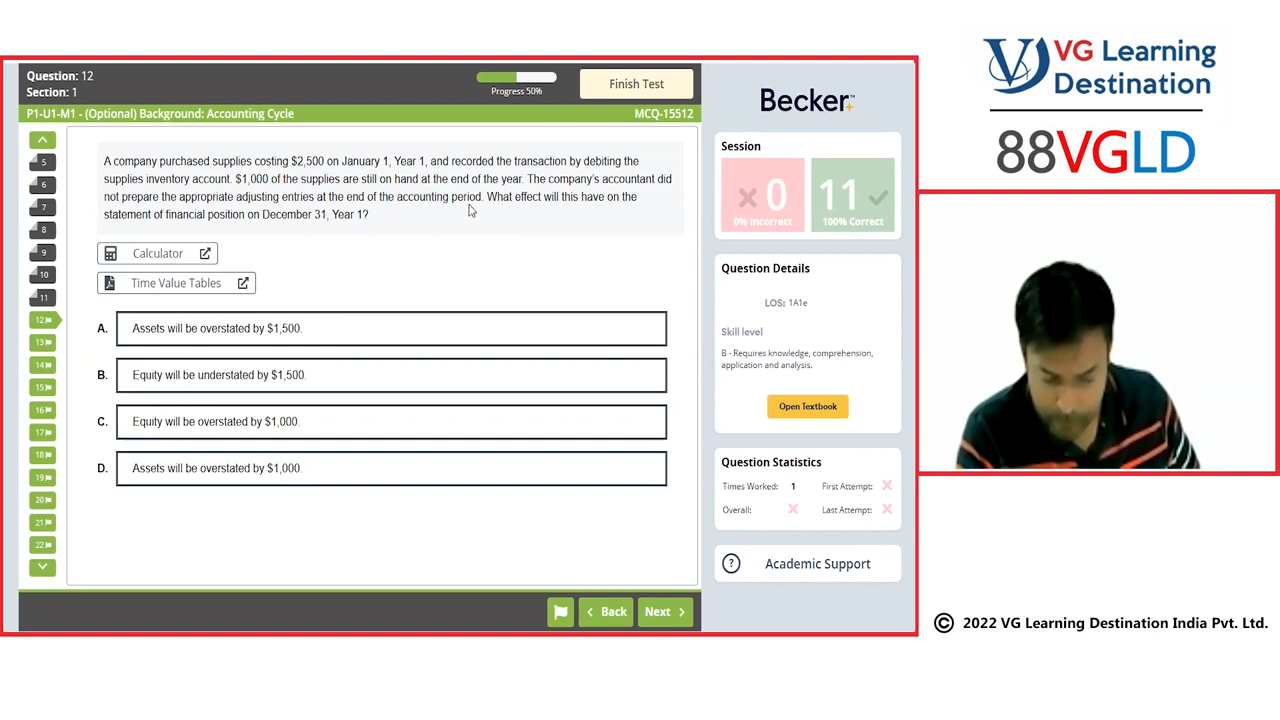 Question: 12
Section: 1
Progress 50%
Finish Test
P1-U1-M1 - (Optional) Background: Accounting Cycle
MCQ-15512
5
6
7
8
9
10
11
12
13
14
15
16
17
18
19
20
21
22
A company purchased supplies costing $2,500 on January 1, Year 1, and recorded the transaction by debiting the
supplies inventory account. $1,000 of the supplies are still on hand at the end of the year. The company's accountant did
not prepare the appropriate adjusting entries at the end of the accounting period. What effect will this have on the
statement of financial position on December 31, Year 1?
Calculator
Time Value Tables
A. Assets will be overstated by $1,500.
B. Equity will be understated by $1,500.
C. Equity will be overstated by $1,000.
D. Assets will be overstated by $1,000.
Back
Next
Becker
Session
0
0% Incorrect
11
100% Correct
Question Details
LOS: 1A1e
Skill level
B - Requires knowledge, comprehension,
application and analysis.
Open Textbook
Question Statistics
Times Worked: 1 First Attempt:
Overall: Last Attempt:
? Academic Support
VG Learning
Destination
88VGLD
© 2022 VG Learning Destination India Pvt. Ltd.